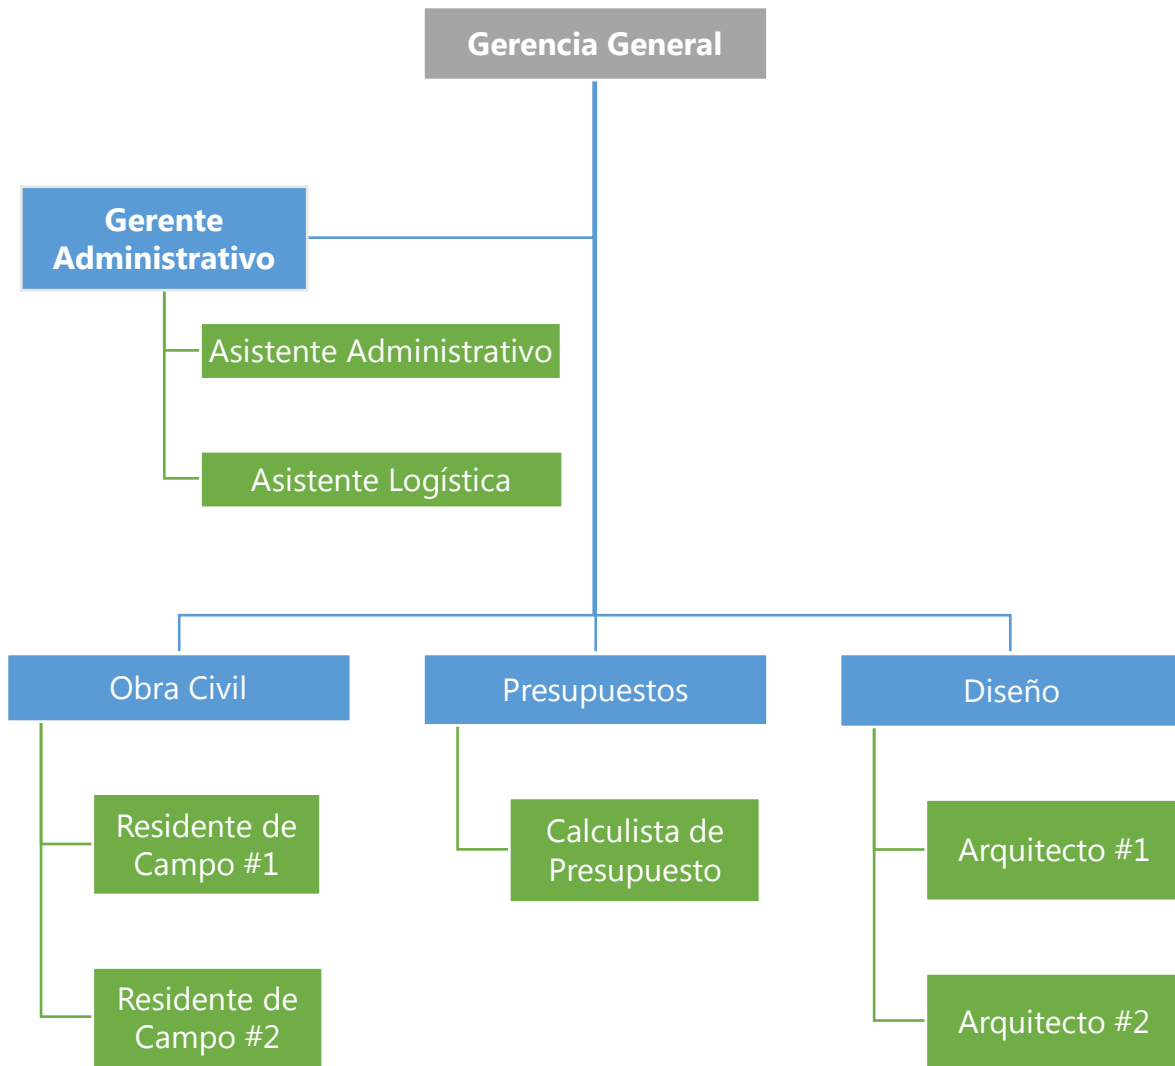 Gerencia General
Gerente
Administrativo
Asistente Administrativo
Asistente Logística
Obra Civil
Presupuestos
Diseño
Residente de
Campo #1
Calculista de
Presupuesto
Arquitecto #1
Residente de
Campo #2
Arquitecto #2